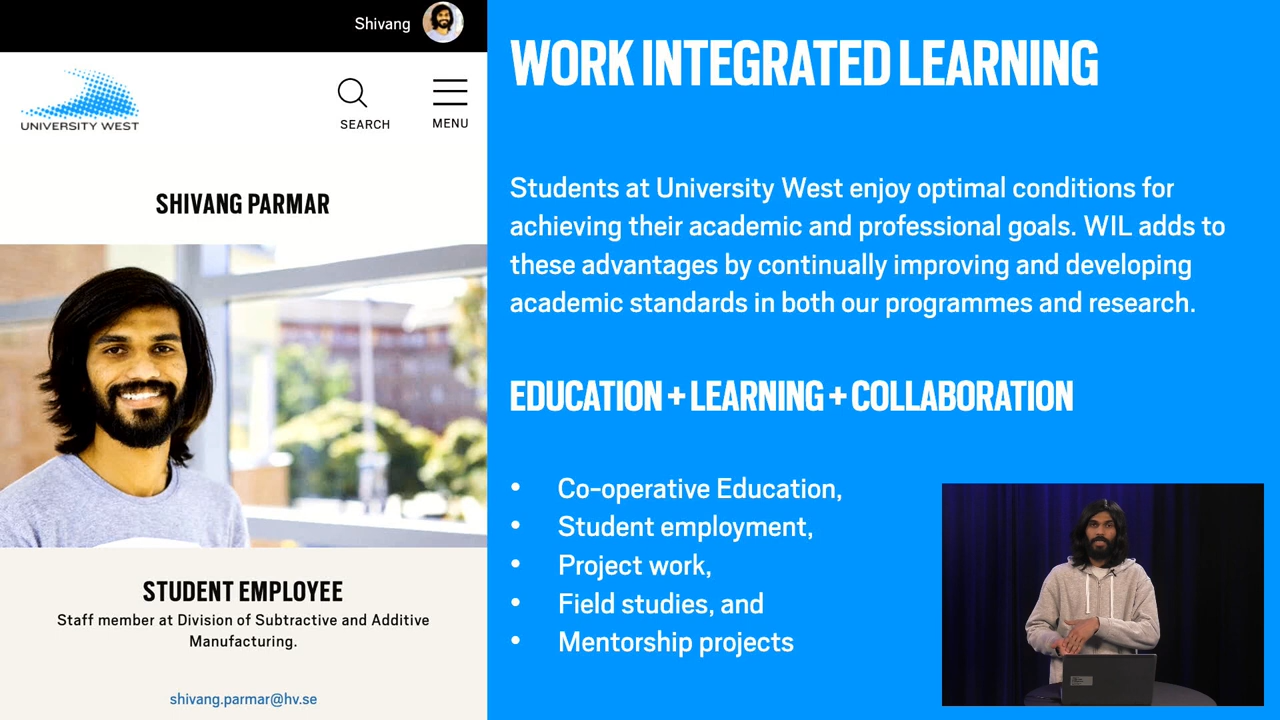 Shivang
UNIVERSITY WEST
SEARCH
MENU
SHIVANG PARMAR
STUDENT EMPLOYEE
Staff member at Division of Subtractive and Additive
Manufacturing.
shivang.parmar@hv.se
WORK INTEGRATED LEARNING
Students at University West enjoy optimal conditions for
achieving their academic and professional goals. WIL adds to
these advantages by continually improving and developing
academic standards in both our programmes and research.
EDUCATION + LEARNING + COLLABORATION
• Co-operative Education,
• Student employment,
• Project work,
• Field studies, and
• Mentorship projects